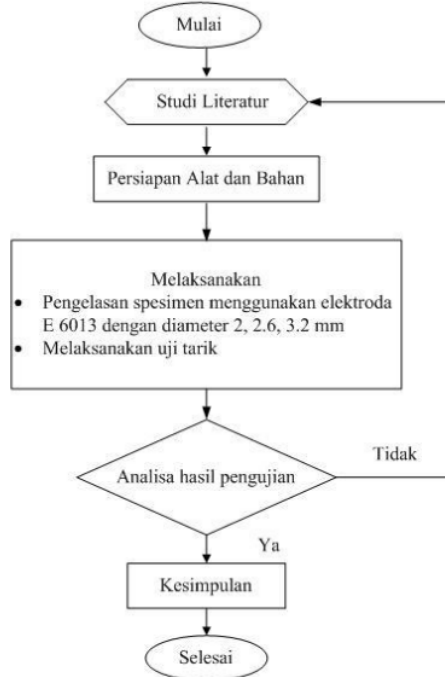 Mulai
Studi Literatur
Persiapan Alat dan Bahan
Melaksanakan
• Pengelasan spesimen menggunakan elektroda
E 6013 dengan diameter 2, 2.6, 3.2 mm
• Melaksanakan uji tarik
Analisa hasil pengujian
Tidak
Ya
Kesimpulan
Selesai